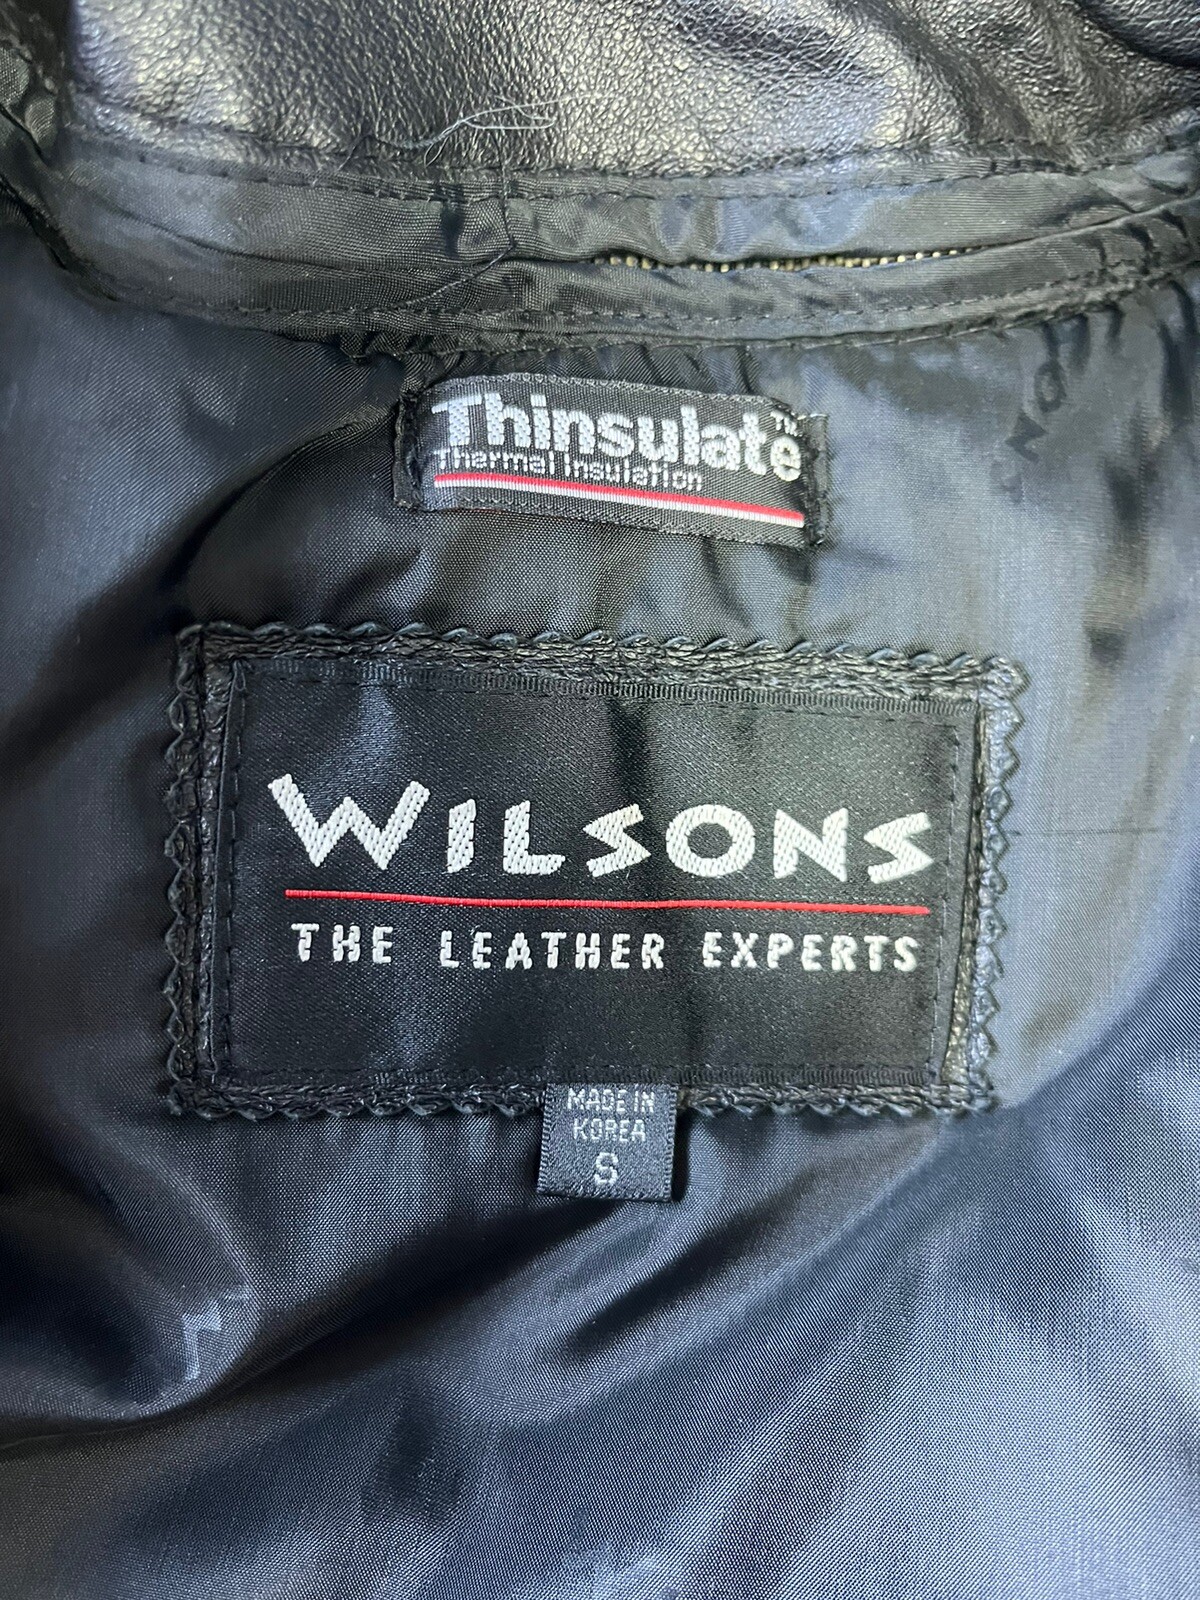 Thinsulate™
Thermal Insulation
WILSONS
THE LEATHER EXPERTS
MADE IN
KOREA
S